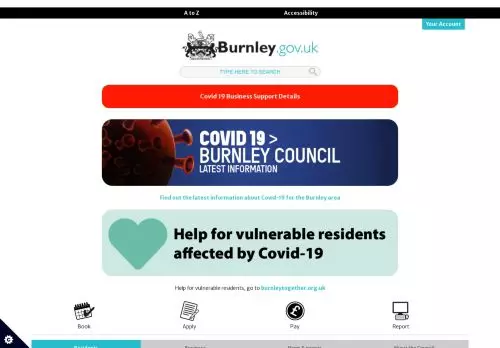 A to Z
Accessibility
Your Account
Burnley.gov.uk
TYPE HERE TO SEARCH
Covid 19 Business Support Details
COVID 19 >
BURNLEY COUNCIL
LATEST INFORMATION
Find out the latest information about Covid-19 for the Burnley area
Help for vulnerable residents
affected by Covid-19
Help for vulnerable residents, go to burnleytogether.org.uk
Book
Apply
Pay
Report